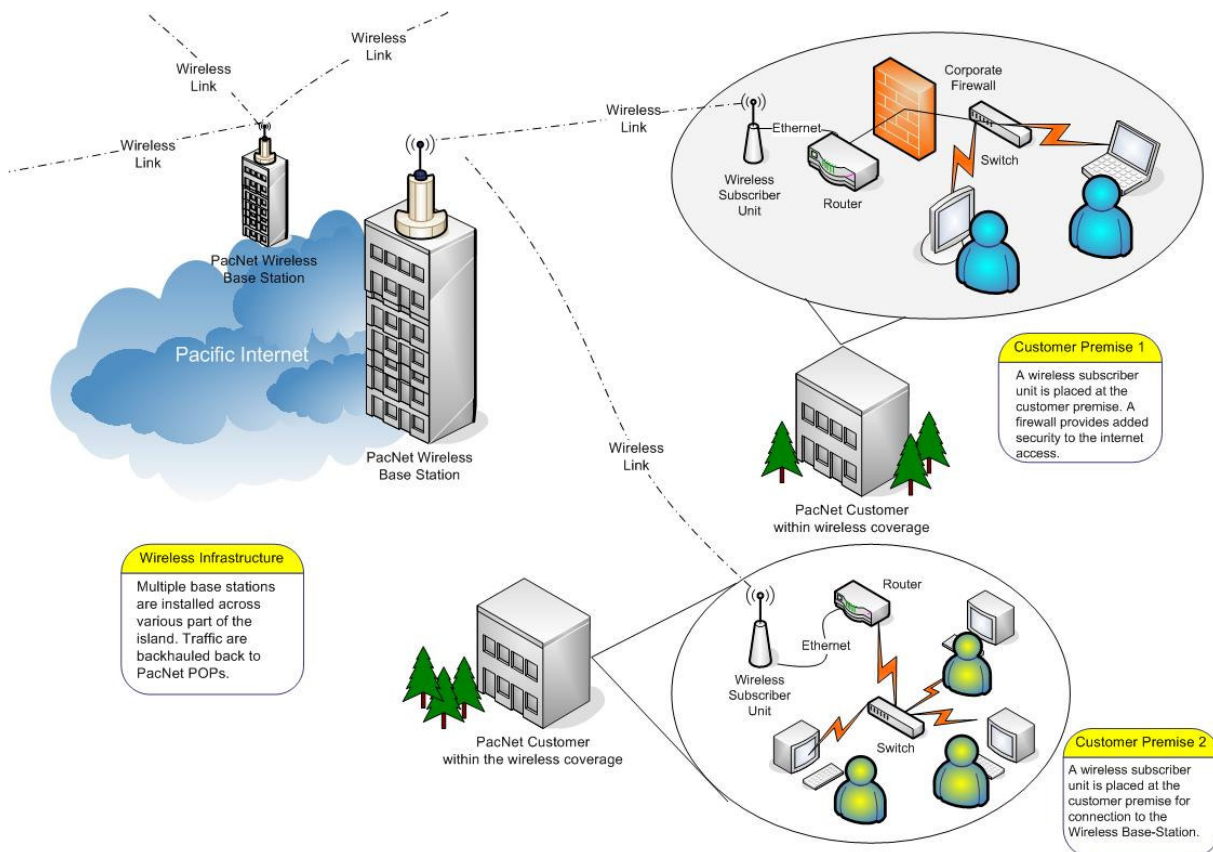 Wireless
Link
Wireless
Link
Wireless
Link
Wireless
Link
PacNet Wireless
Base Station
Pacific Internet
PacNet Wireless
Base Station
Wireless
Link
Corporate
Firewall
Ethernet
Switch
Wireless
Subscriber
Unit
Router
Customer Premise 1
A wireless subscriber
unit is placed at the
customer premise. A
firewall provides added
security to the internet
access.
PacNet Customer
within wireless coverage
Wireless Infrastructure
Multiple base stations
are installed across
various part of the
island. Traffic are
backhauled back to
PacNet POPs.
PacNet Customer
within the wireless coverage
Router
Ethernet
Wireless
Subscriber
Unit
Switch
Customer Premise 2
A wireless subscriber
unit is placed at the
customer premise for
connection to the
Wireless Base-Station.